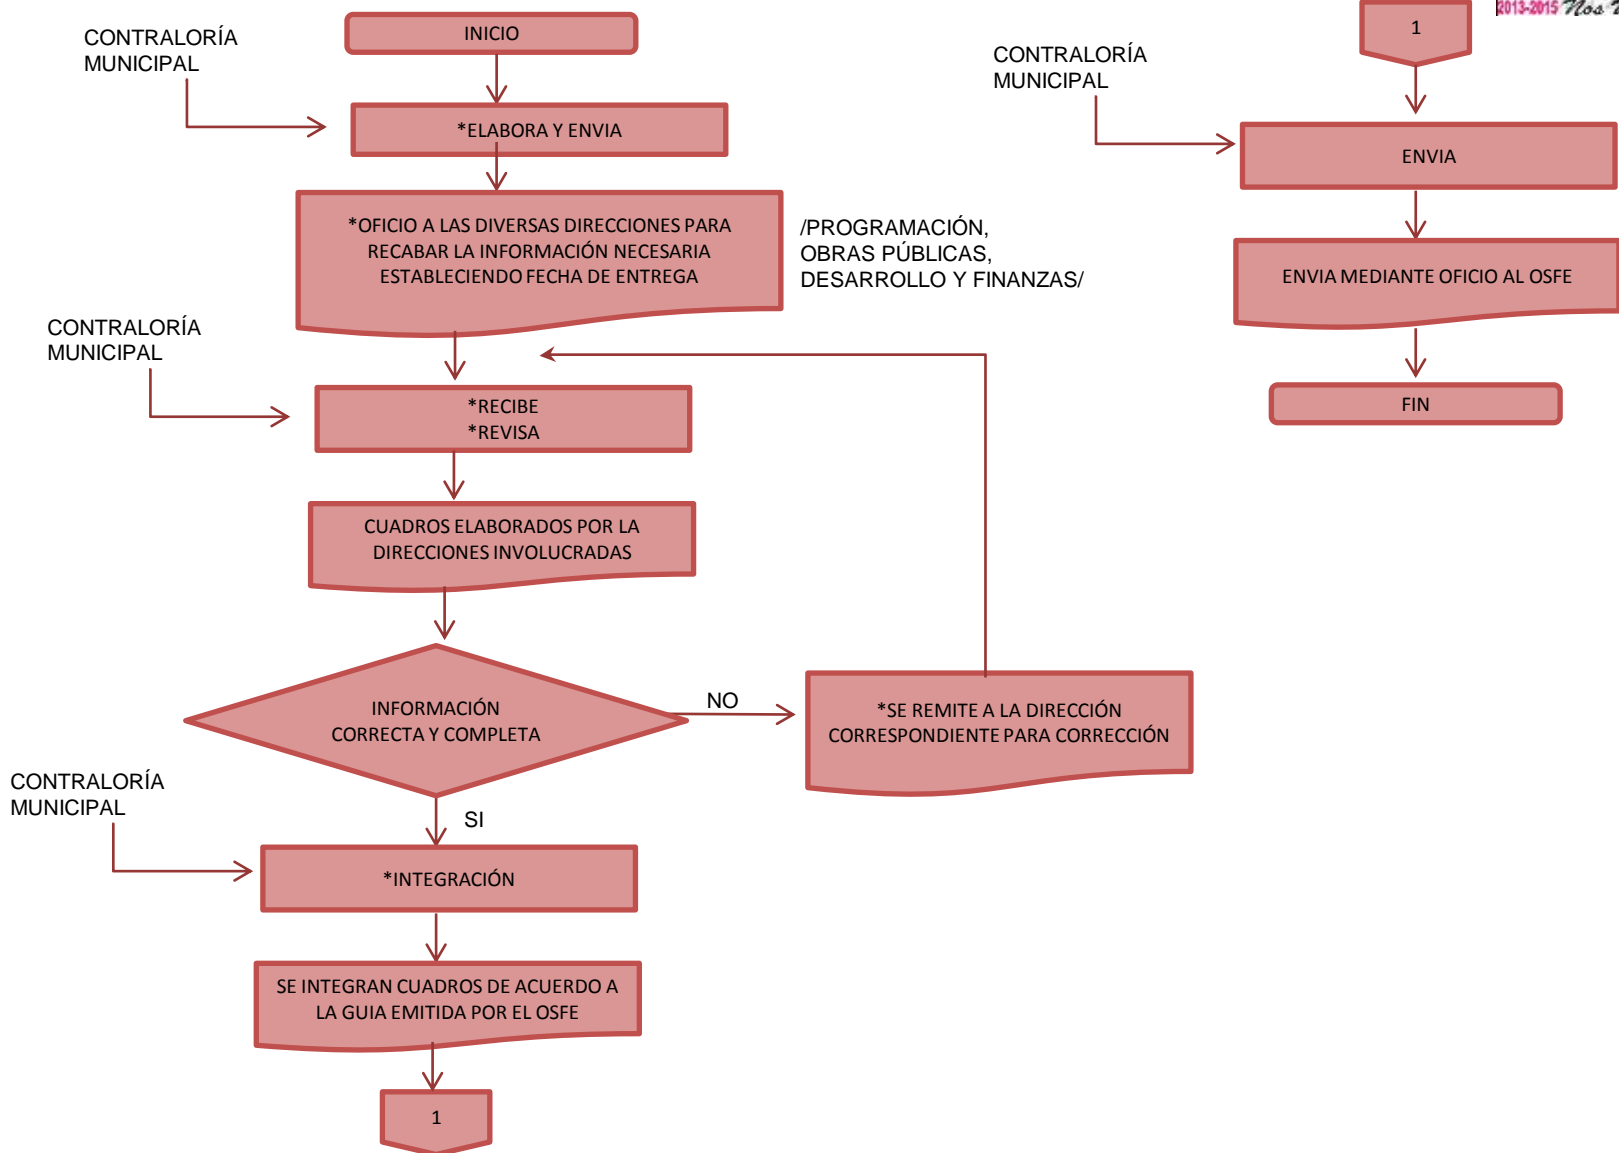 CONTRALORÍA
MUNICIPAL
INICIO
*ELABORA Y ENVIA
*OFICIO A LAS DIVERSAS DIRECCIONES PARA
RECABAR LA INFORMACIÓN NECESARIA
ESTABLECIENDO FECHA DE ENTREGA
/PROGRAMACIÓN,
OBRAS PÚBLICAS,
DESARROLLO Y FINANZAS/
CONTRALORÍA
MUNICIPAL
*RECIBE
*REVISA
CUADROS ELABORADOS POR LA
DIRECCIONES INVOLUCRADAS
INFORMACIÓN
CORRECTA Y COMPLETA
NO
*SE REMITE A LA DIRECCIÓN
CORRESPONDIENTE PARA CORRECCIÓN
SI
CONTRALORÍA
MUNICIPAL
*INTEGRACIÓN
SE INTEGRAN CUADROS DE ACUERDO A
LA GUIA EMITIDA POR EL OSFE
1
2013-2015 Nos
1
CONTRALORÍA
MUNICIPAL
ENVIA
ENVIA MEDIANTE OFICIO AL OSFE
FIN